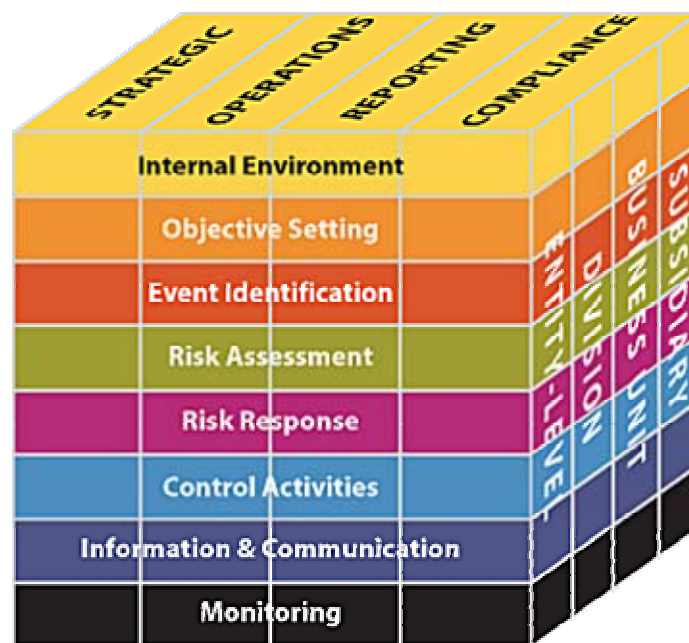 STRATEGIC
OPERATIONS
REPORTING
COMPLIANCE
Internal Environment
Objective Setting
Event Identification
Risk Assessment
Risk Response
Control Activities
Information & Communication
Monitoring
ENTITY-LEVEL
DIVISION
BUSINESS UNIT
SUBSIDIARY